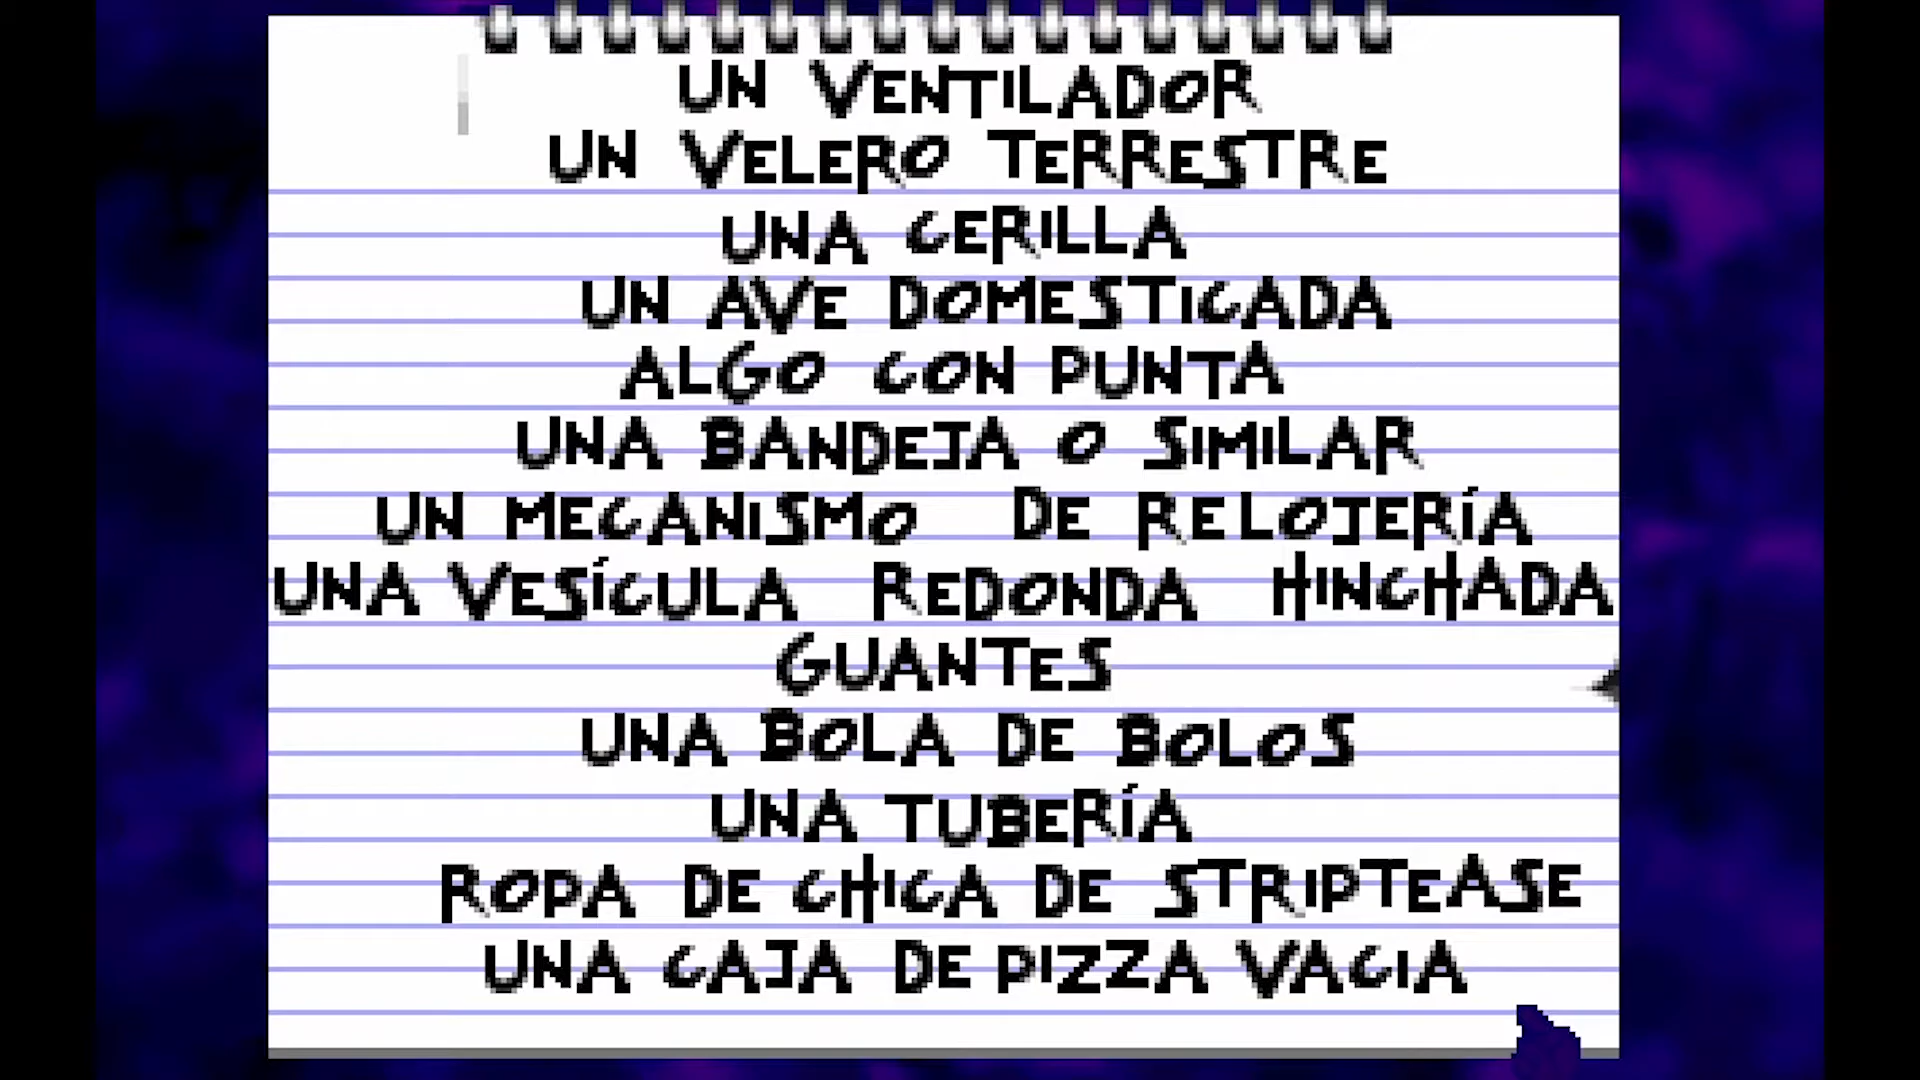 UN VENTILADOR
UN VELERO TERRESTRE
UNA CERILLA
UN AVE DOMESTICADA
ALGO CON PUNTA
UNA BANDEJA O SIMILAR
UN MECANISMO DE RELOJERÍA
UNA VESÍCULA REDONDA HINCHADA
GUANTES
UNA BOLA DE BOLOS
UNA TUBERÍA
ROPA DE CHICA DE STRIPTEASE
UNA CAJA DE PIZZA VACIA